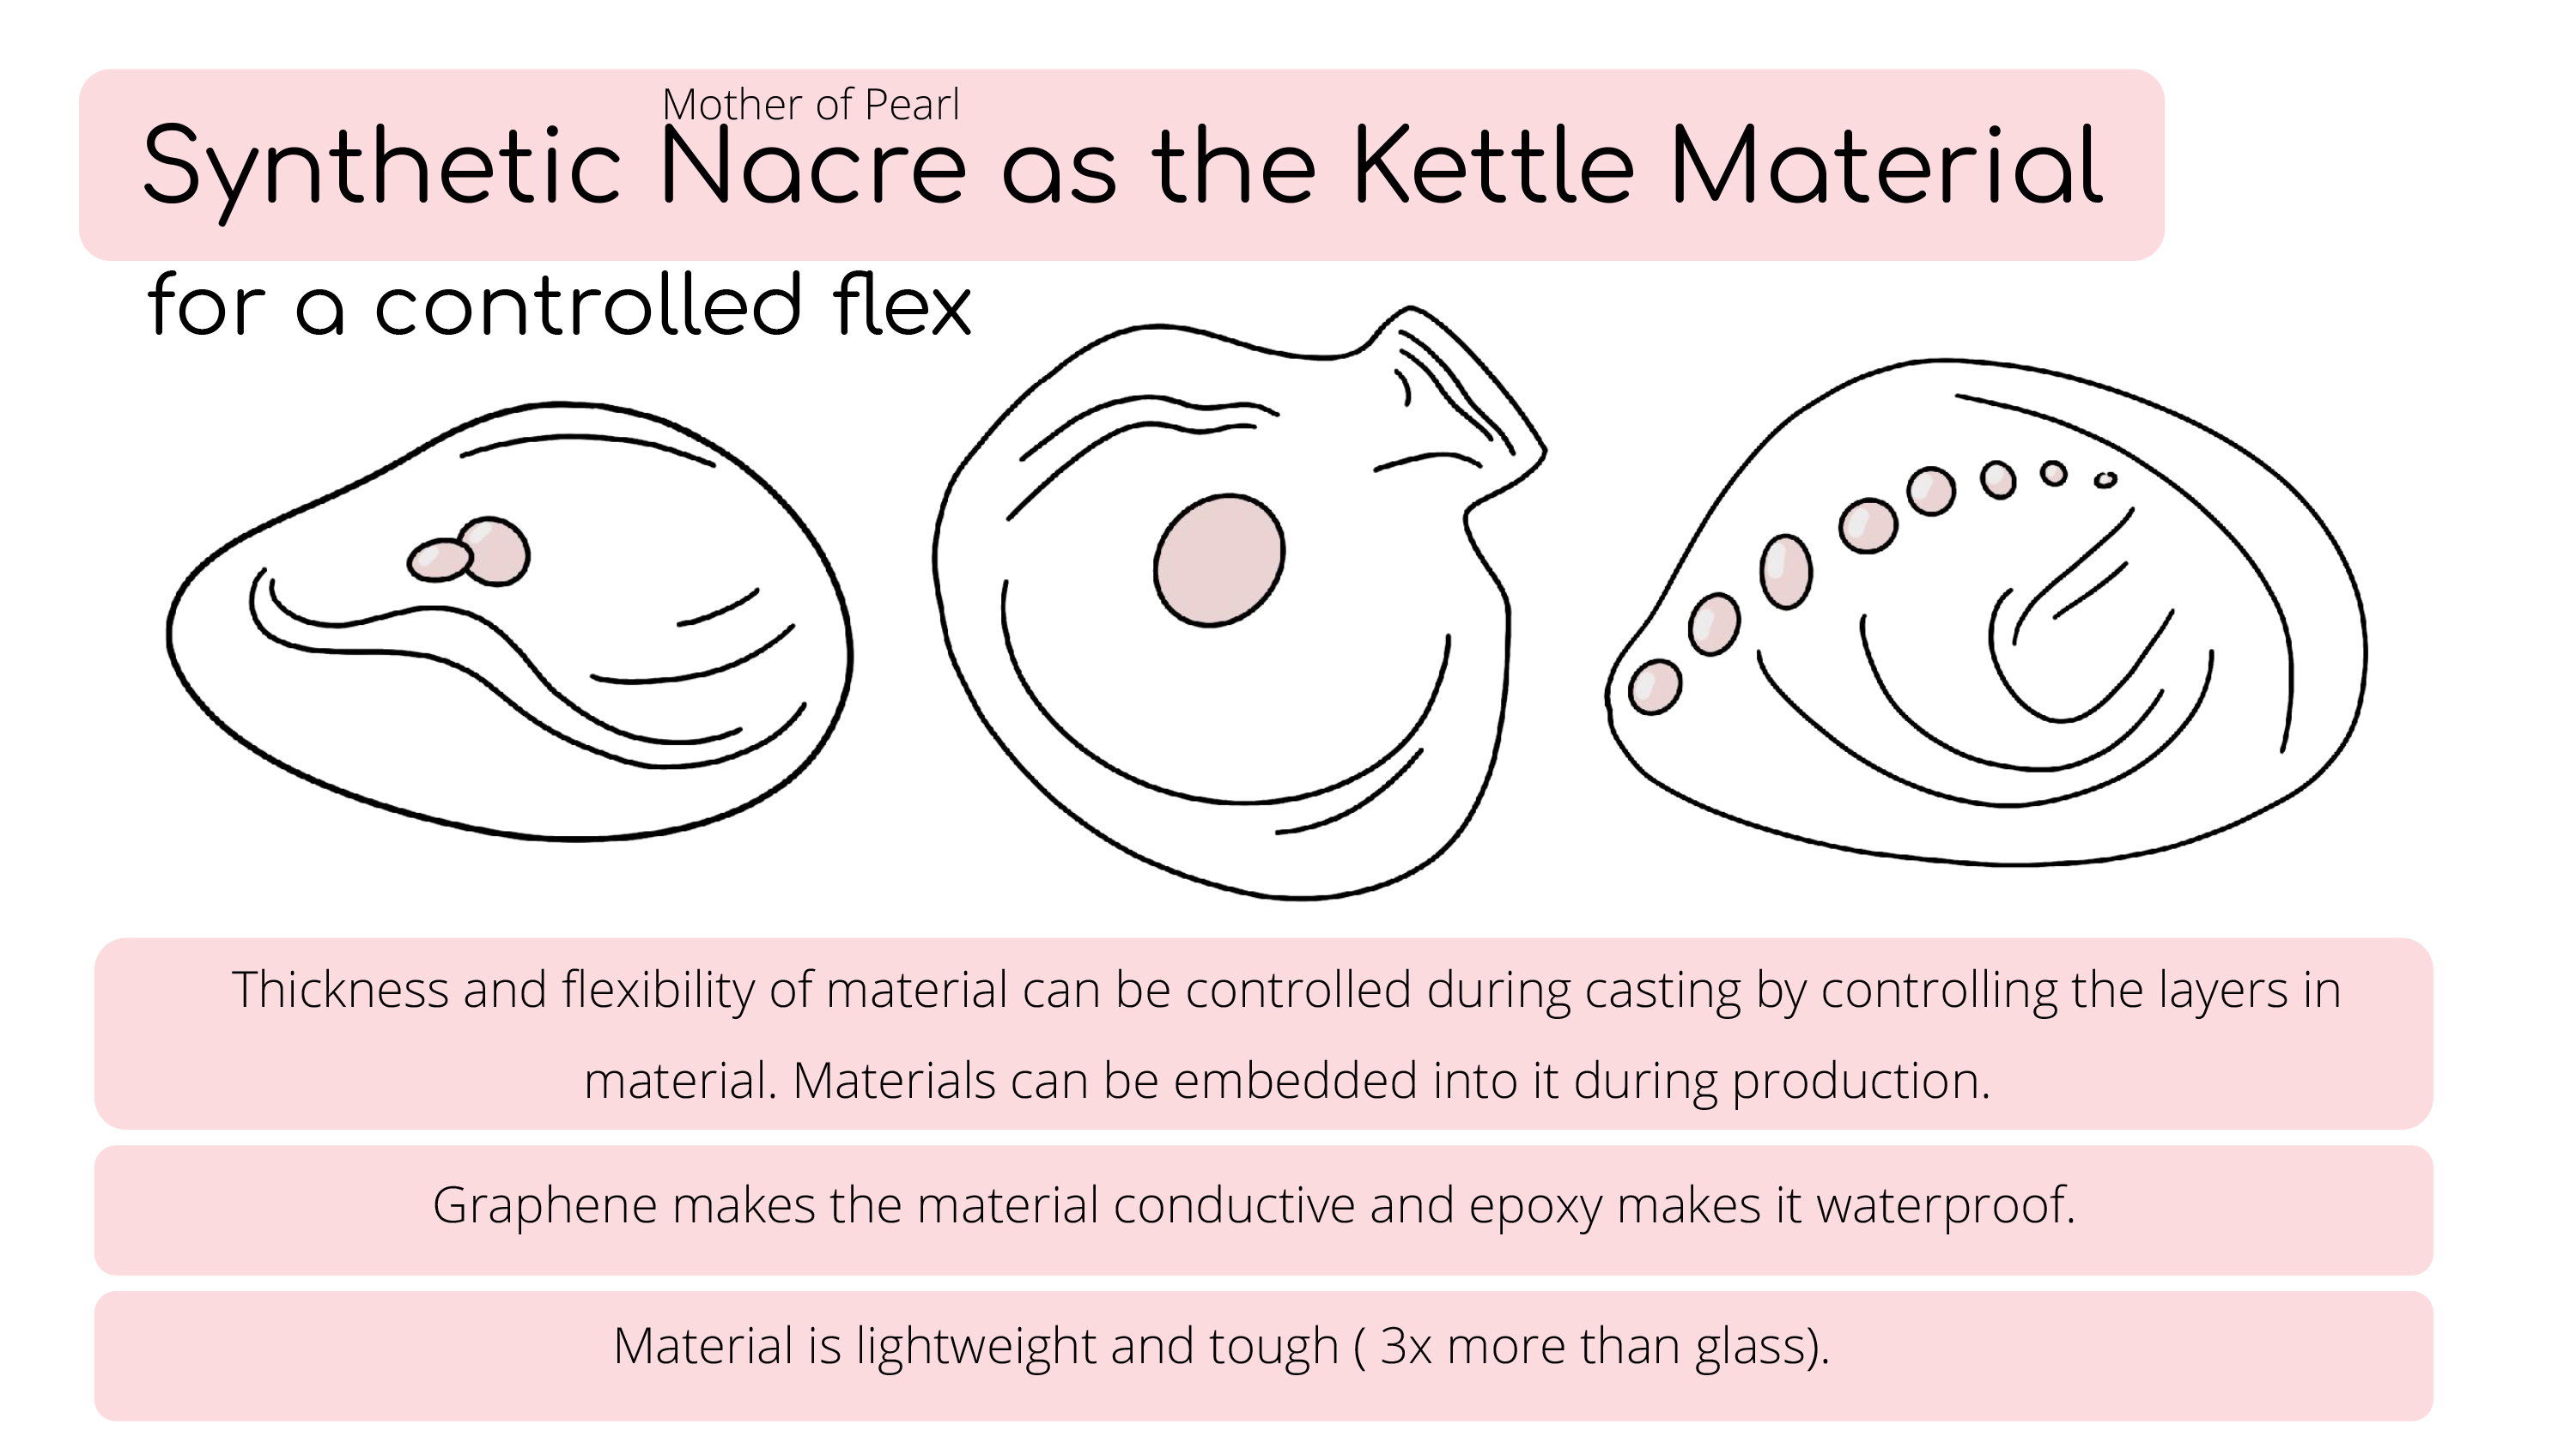 Mother of Pearl
Synthetic Nacre as the Kettle Material
for a controlled flex
Thickness and flexibility of material can be controlled during casting by controlling the layers in
material. Materials can be embedded into it during production.
Graphene makes the material conductive and epoxy makes it waterproof.
Material is lightweight and tough ( 3x more than glass).